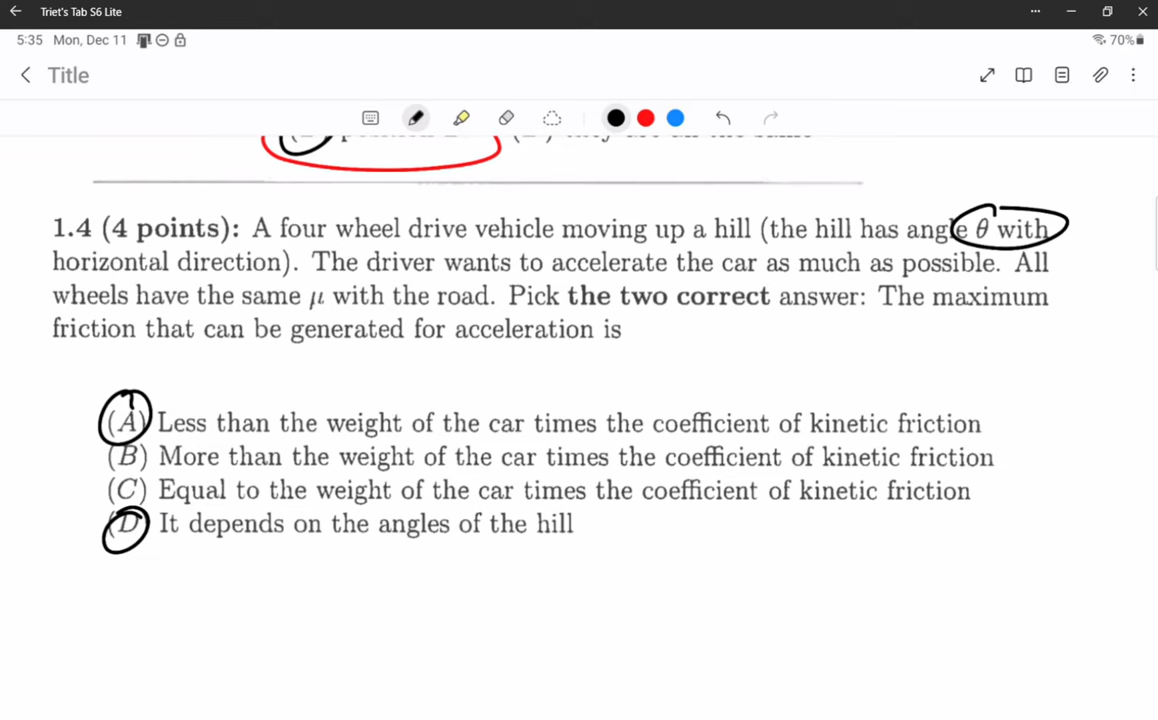 Triet's Tab S6 Lite
5:35 Mon, Dec 11
70%
Title
1.4 (4 points): A four wheel drive vehicle moving up a hill (the hill has angle θ with
horizontal direction). The driver wants to accelerate the car as much as possible. All
wheels have the same μ with the road. Pick the two correct answer: The maximum
friction that can be generated for acceleration is
(A) Less than the weight of the car times the coefficient of kinetic friction
(B) More than the weight of the car times the coefficient of kinetic friction
(C) Equal to the weight of the car times the coefficient of kinetic friction
(D) It depends on the angles of the hill